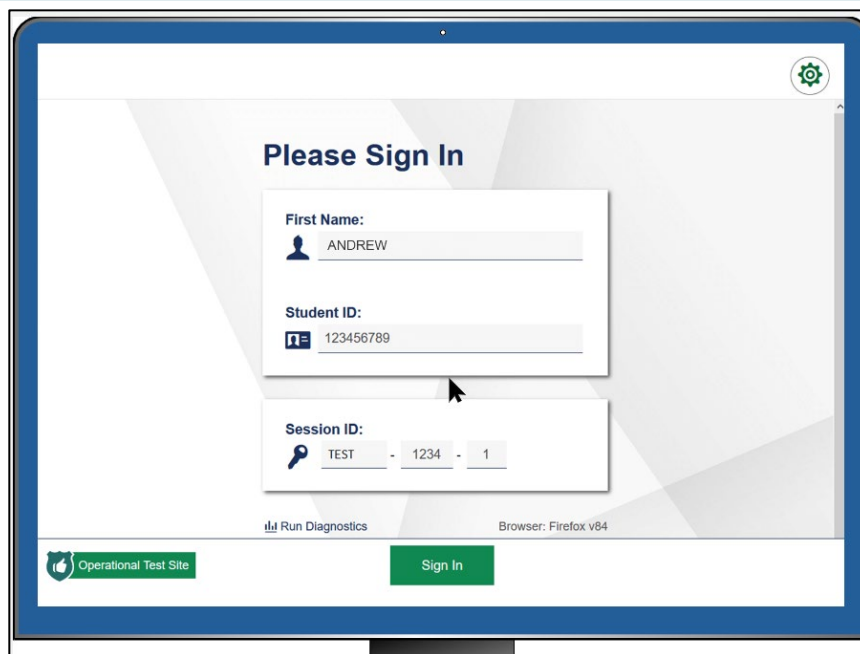 Please Sign In
First Name:
ANDREW
Student ID:
123456789
Session ID:
TEST - 1234 - 1
Run Diagnostics Browser: Firefox v84
Operational Test Site Sign In